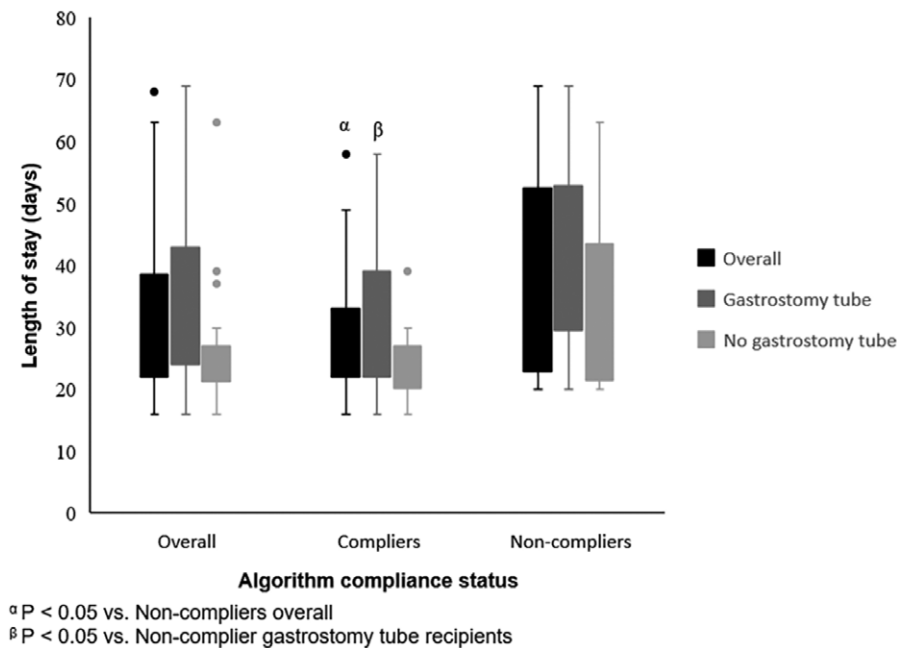 80
70
60
50
40
30
20
10
0
Length of stay (days)
α
β
Overall
Gastrostomy tube
No gastrostomy tube
Overall
Compliers
Non-compliers
Algorithm compliance status
α P < 0.05 vs. Non-compliers overall
β P < 0.05 vs. Non-complier gastrostomy tube recipients